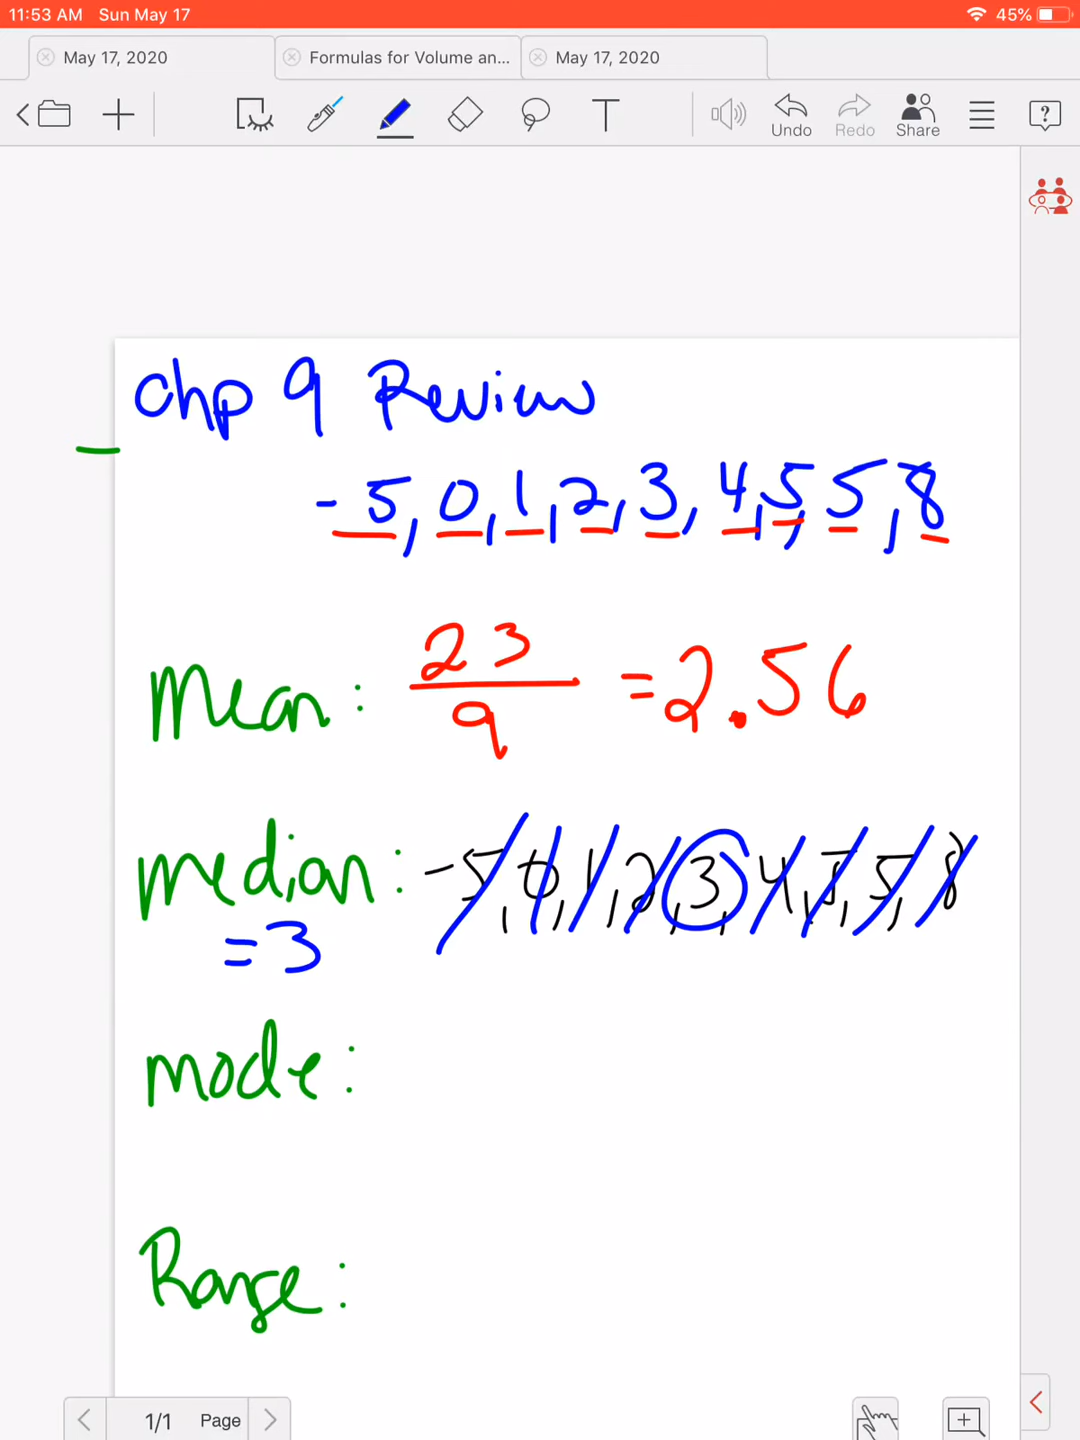 11:53 AM Sun May 17 45%
May 17, 2020 Formulas for Volume an... May 17, 2020
T Undo Redo Share ?
Chp 9 Review
-5, 0, 1, 2, 3, 4, 5, 5, 8
Mean: 23/9 = 2.56
median: -5, 0, 1, 2, 3, 4, 5, 5, 8
= 3
mode:
Range:
1/1 Page